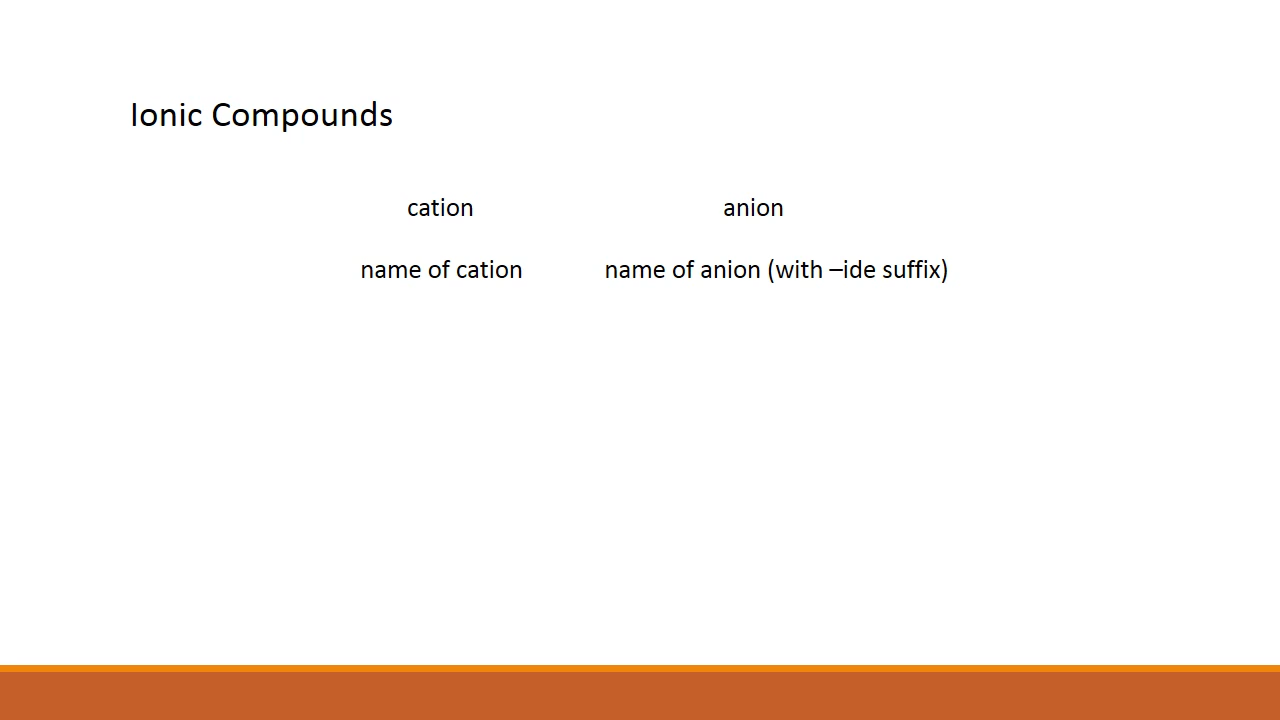 Ionic Compounds
cation anion
name of cation name of anion (with –ide suffix)